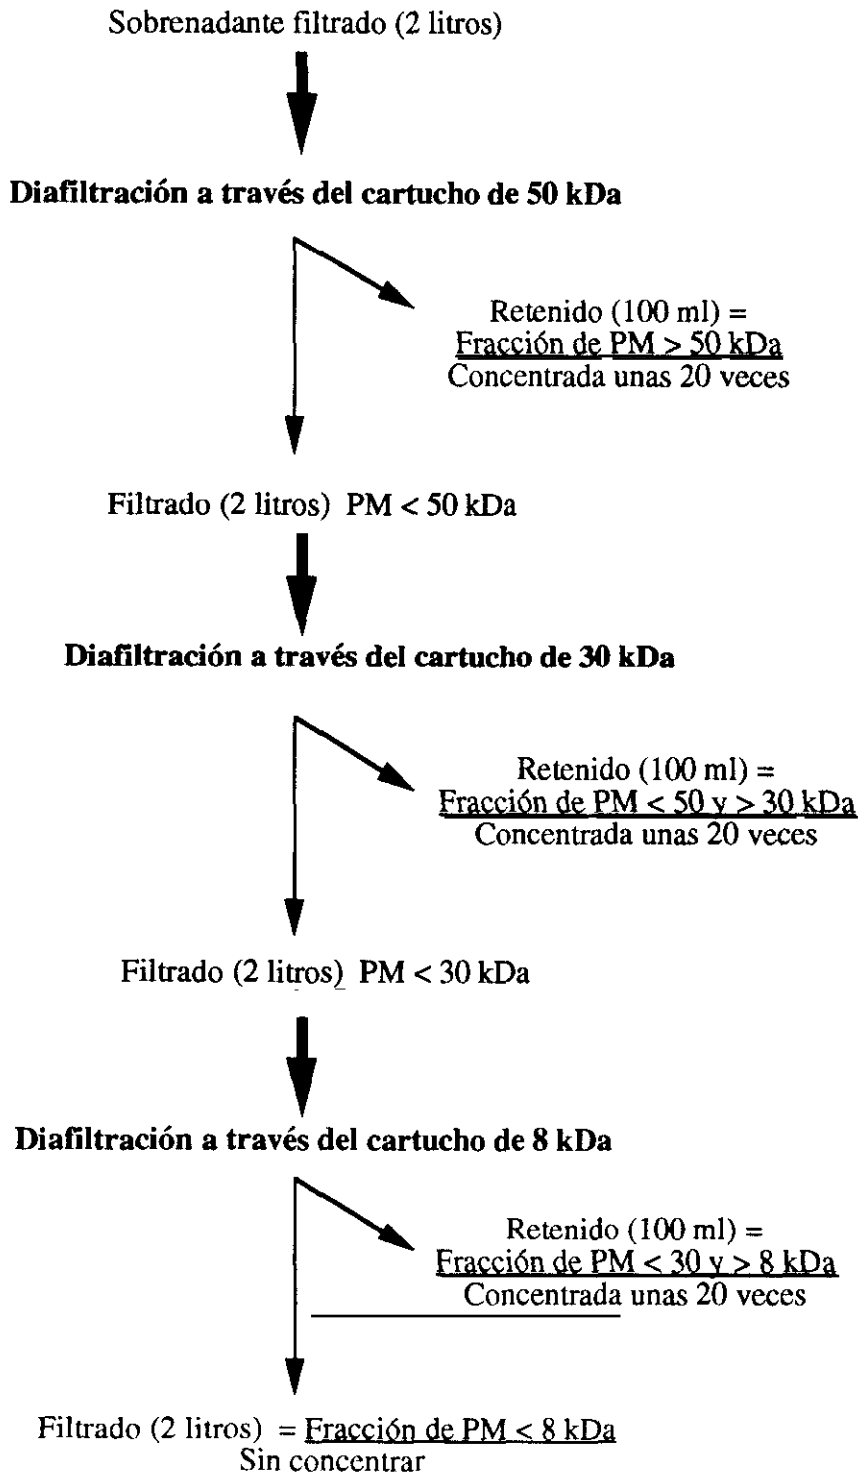 Sobrenadante filtrado (2 litros)
Diafiltración a través del cartucho de 50 kDa
Retenido (100 ml) =
Fracción de PM > 50 kDa
Concentrada unas 20 veces
Filtrado (2 litros) PM < 50 kDa
Diafiltración a través del cartucho de 30 kDa
Retenido (100 ml) =
Fracción de PM < 50 y > 30 kDa
Concentrada unas 20 veces
Filtrado (2 litros) PM < 30 kDa
Diafiltración a través del cartucho de 8 kDa
Retenido (100 ml) =
Fracción de PM < 30 y > 8 kDa
Concentrada unas 20 veces
Filtrado (2 litros) = Fracción de PM < 8 kDa
Sin concentrar